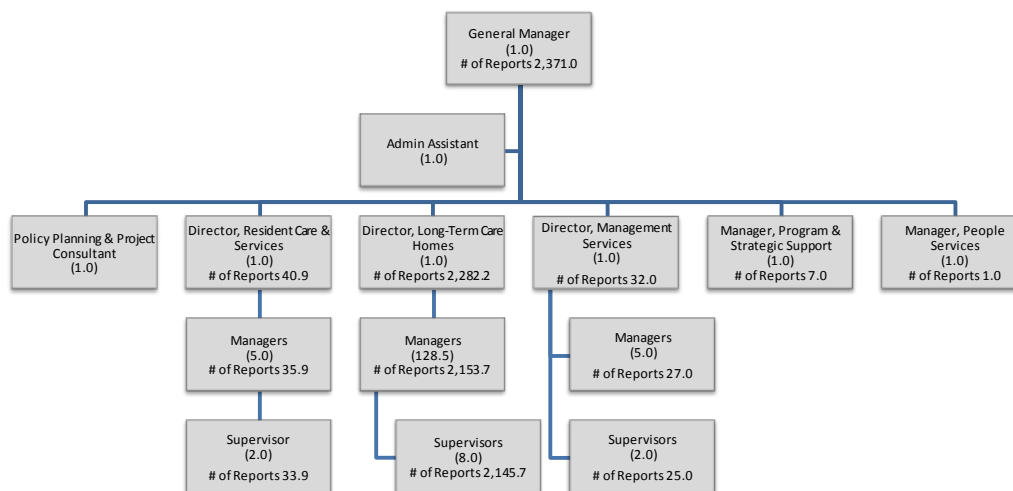 General Manager
(1.0)
# of Reports 2,371.0
Admin Assistant
(1.0)
Policy Planning & Project
Consultant
(1.0)
Director, Resident Care &
Services
(1.0)
# of Reports 40.9
Director, Long-Term Care
Homes
(1.0)
# of Reports 2,282.2
Director, Management
Services
(1.0)
# of Reports 32.0
Manager, Program &
Strategic Support
(1.0)
# of Reports 7.0
Manager, People
Services
(1.0)
# of Reports 1.0
Managers
(5.0)
# of Reports 35.9
Managers
(128.5)
# of Reports 2,153.7
Managers
(5.0)
# of Reports 27.0
Supervisor
(2.0)
# of Reports 33.9
Supervisors
(8.0)
# of Reports 2,145.7
Supervisors
(2.0)
# of Reports 25.0